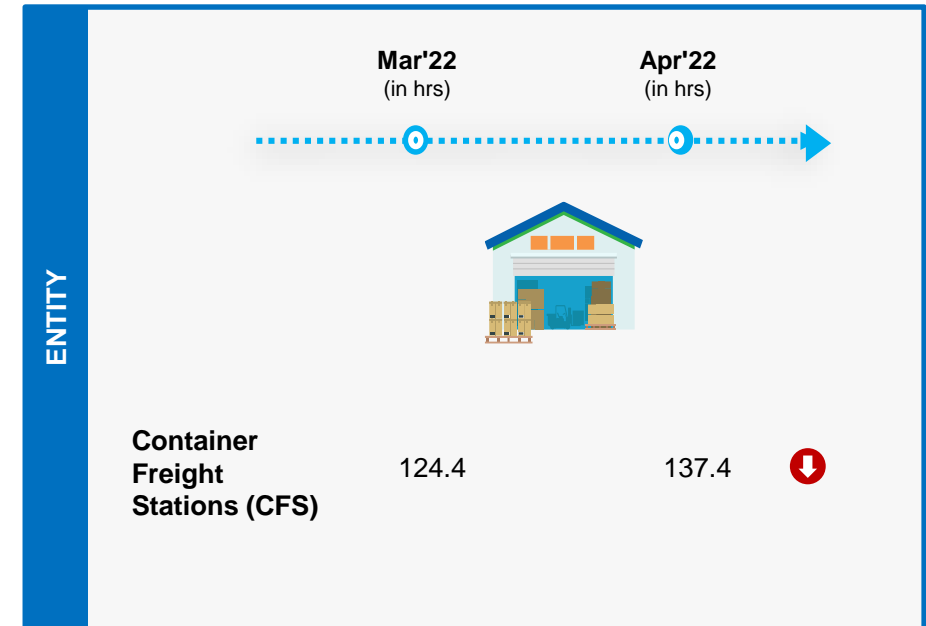 Mar'22
Apr'22
(in hrs)
(in hrs)
ENTITY
Container
Freight
Stations (CFS)
124.4
137.4